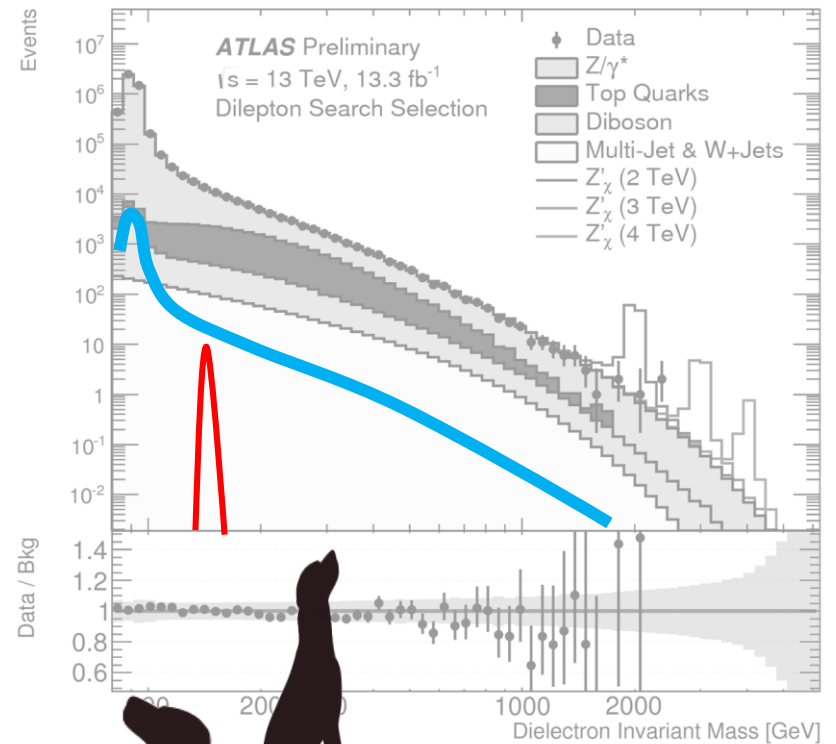 Events
10⁷
10⁶
10⁵
10⁴
10³
10²
10
1
10⁻¹
10⁻²
ATLAS Preliminary
√s = 13 TeV, 13.3 fb⁻¹
Dilepton Search Selection
Data
Z/γ*
Top Quarks
Diboson
Multi-Jet & W+Jets
Z'χ (2 TeV)
Z'χ (3 TeV)
Z'χ (4 TeV)
Data / Bkg
1.4
1.2
1
0.8
0.6
1000
2000
Dielectron Invariant Mass [GeV]